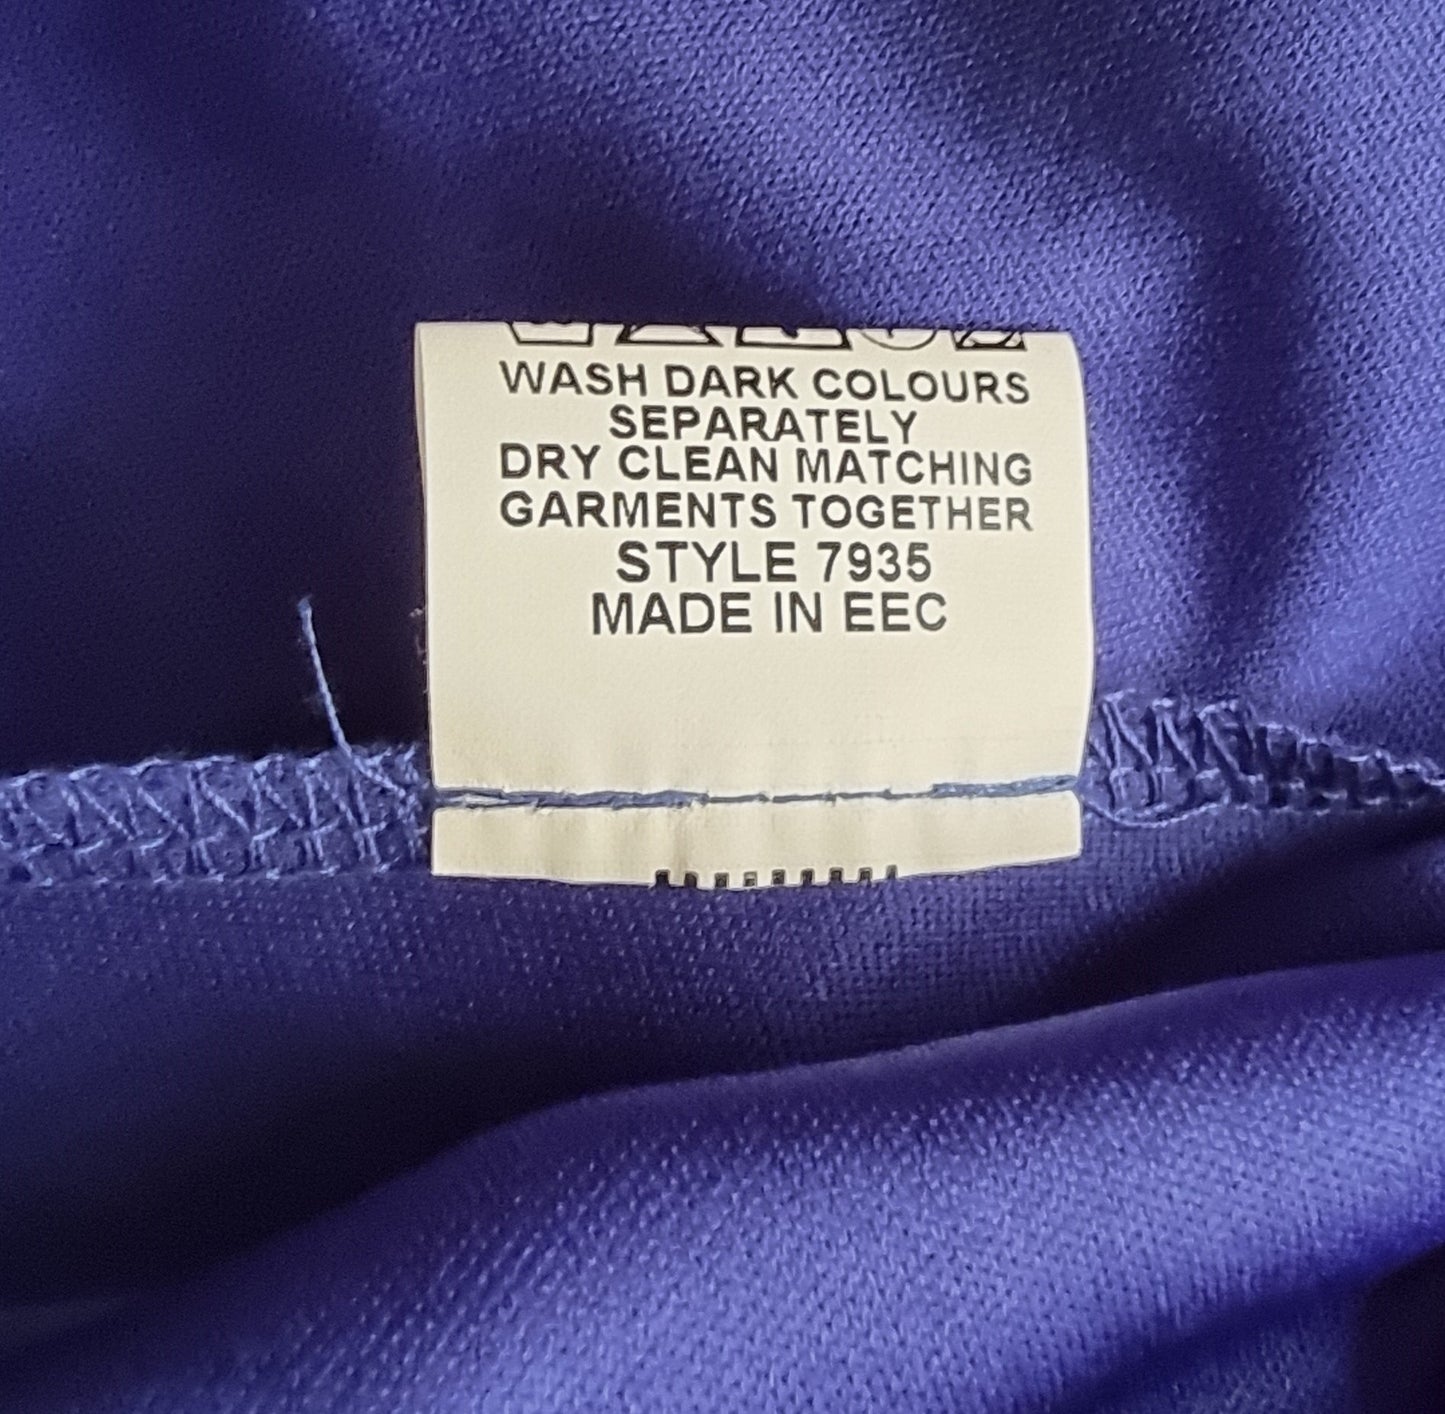 WASH DARK COLOURS
SEPARATELY
DRY CLEAN MATCHING
GARMENTS TOGETHER
STYLE 7935
MADE IN EEC